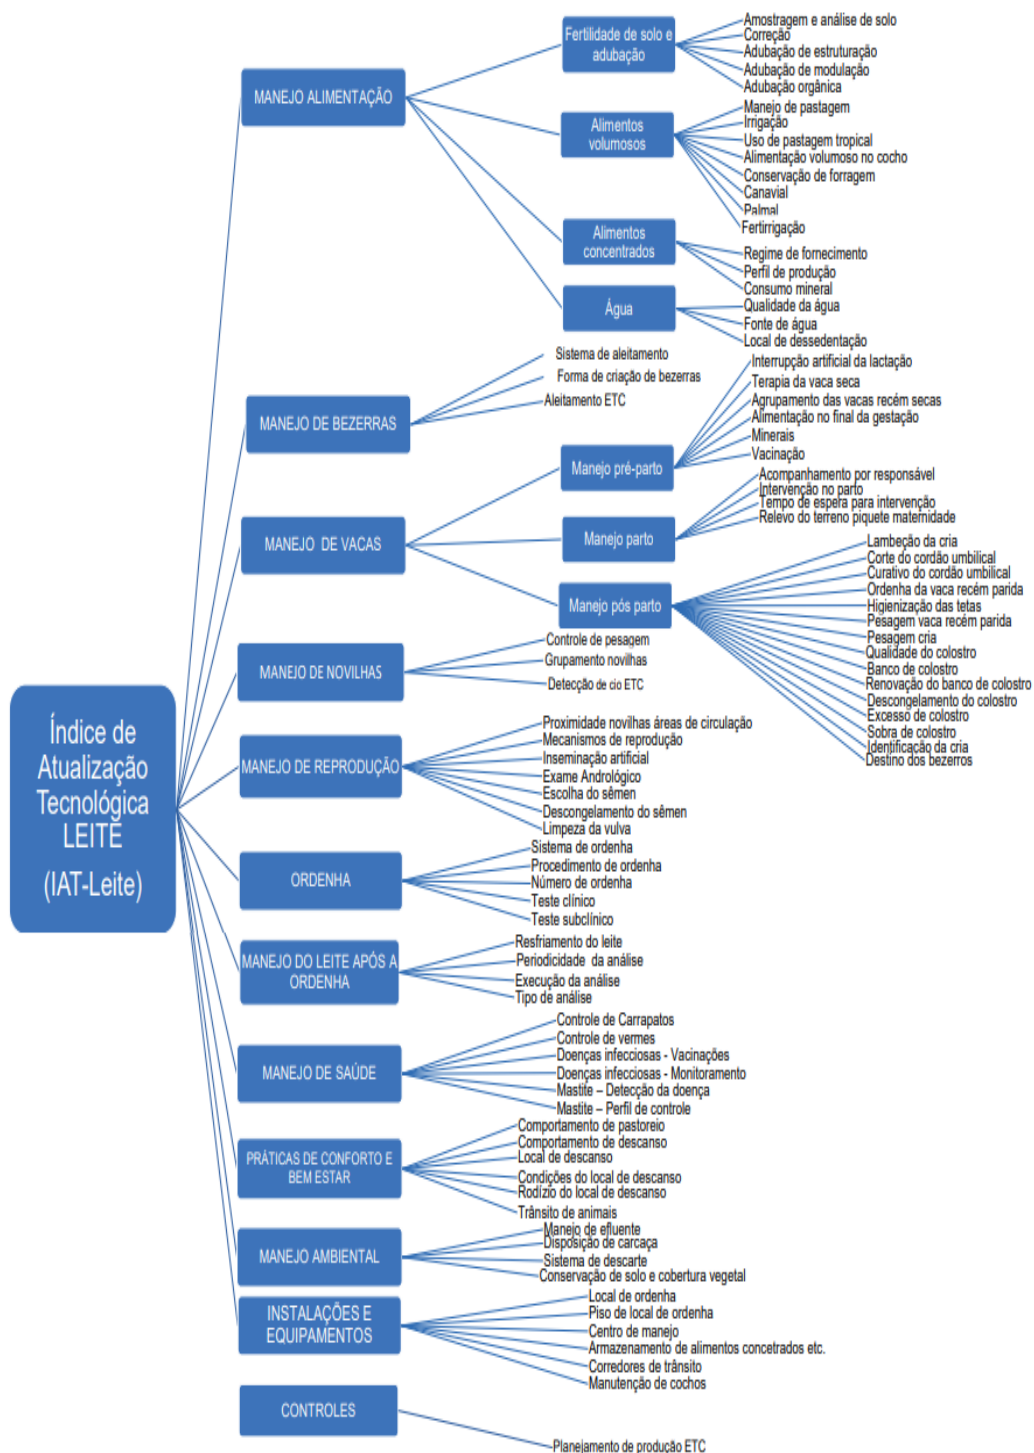 Índice de
Atualização
Tecnológica
LEITE
(IAT-Leite)
MANEJO ALIMENTAÇÃO
Fertilidade de solo e
adubação
Amostragem e análise de solo
Correção
Adubação de estruturação
Adubação de modulação
Adubação orgânica
Alimentos
volumosos
Manejo de pastagem
Irrigação
Uso de pastagem tropical
Alimentação volumoso no cocho
Conservação de forragem
Canavial
Palmal
Fertirrigação
Alimentos
concentrados
Regime de fornecimento
Perfil de produção
Consumo mineral
Água
Qualidade da água
Fonte de água
Local de dessedentação
MANEJO DE BEZERRAS
Sistema de aleitamento
Forma de criação de bezerras
Aleitamento ETC
MANEJO DE VACAS
Manejo pré-parto
Interrupção artificial da lactação
Terapia da vaca seca
Agrupamento das vacas recém secas
Alimentação no final da gestação
Minerais
Vacinação
Manejo parto
Acompanhamento por responsável
Intervenção no parto
Tempo de espera para intervenção
Relevo do terreno piquete maternidade
Manejo pós parto
Lambeção da cria
Corte do cordão umbilical
Curativo do cordão umbilical
Ordenha da vaca recém parida
Higienização das tetas
Pesagem vaca recém parida
Pesagem cria
Qualidade do colostro
Banco de colostro
Renovação do banco de colostro
Descongelamento do colostro
Excesso de colostro
Sobra de colostro
Identificação da cria
Destino dos bezerros
MANEJO DE NOVILHAS
Controle de pesagem
Grupamento novilhas
Detecção de cio ETC
MANEJO DE REPRODUÇÃO
Proximidade novilhas áreas de circulação
Mecanismos de reprodução
Inseminação artificial
Exame Andrológico
Escolha do sêmen
Descongelamento do sêmen
Limpeza da vulva
ORDENHA
Sistema de ordenha
Procedimento de ordenha
Número de ordenha
Teste clínico
Teste subclínico
MANEJO DO LEITE APÓS A
ORDENHA
Resfriamento do leite
Periodicidade da análise
Execução da análise
Tipo de análise
MANEJO DE SAÚDE
Controle de Carrapatos
Controle de vermes
Doenças infecciosas - Vacinações
Doenças infecciosas - Monitoramento
Mastite – Detecção da doença
Mastite – Perfil de controle
PRÁTICAS DE CONFORTO E
BEM ESTAR
Comportamento de pastoreio
Comportamento de descanso
Local de descanso
Condições do local de descanso
Rodízio do local de descanso
Trânsito de animais
MANEJO AMBIENTAL
Manejo de efluente
Disposição de carcaça
Sistema de descarte
Conservação de solo e cobertura vegetal
INSTALAÇÕES E
EQUIPAMENTOS
Local de ordenha
Piso de local de ordenha
Centro de manejo
Armazenamento de alimentos concetrados etc.
Corredores de trânsito
Manutenção de cochos
CONTROLES
Planejamento de produção ETC